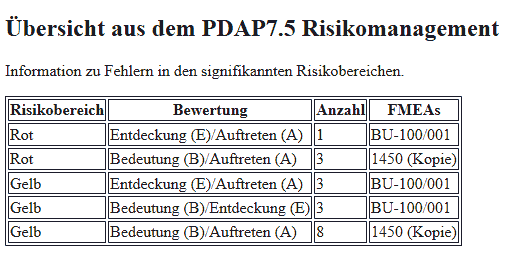 Übersicht aus dem PDAP7.5 Risikomanagement
Information zu Fehlern in den signifikannten Risikobereichen.
Risikobereich Bewertung Anzahl FMEAs
Rot Entdeckung (E)/Auftreten (A) 1 BU-100/001
Rot Bedeutung (B)/Auftreten (A) 3 1450 (Kopie)
Gelb Entdeckung (E)/Auftreten (A) 3 BU-100/001
Gelb Bedeutung (B)/Entdeckung (E) 3 BU-100/001
Gelb Bedeutung (B)/Auftreten (A) 8 1450 (Kopie)